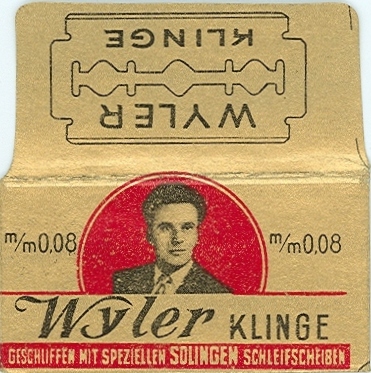 WYLER
KLINGE
m/m 0,08
m/m 0,08
Wyler KLINGE
GESCHLIFFEN MIT SPEZIELLEN SOLINGEN SCHLEIFSCHEIBEN